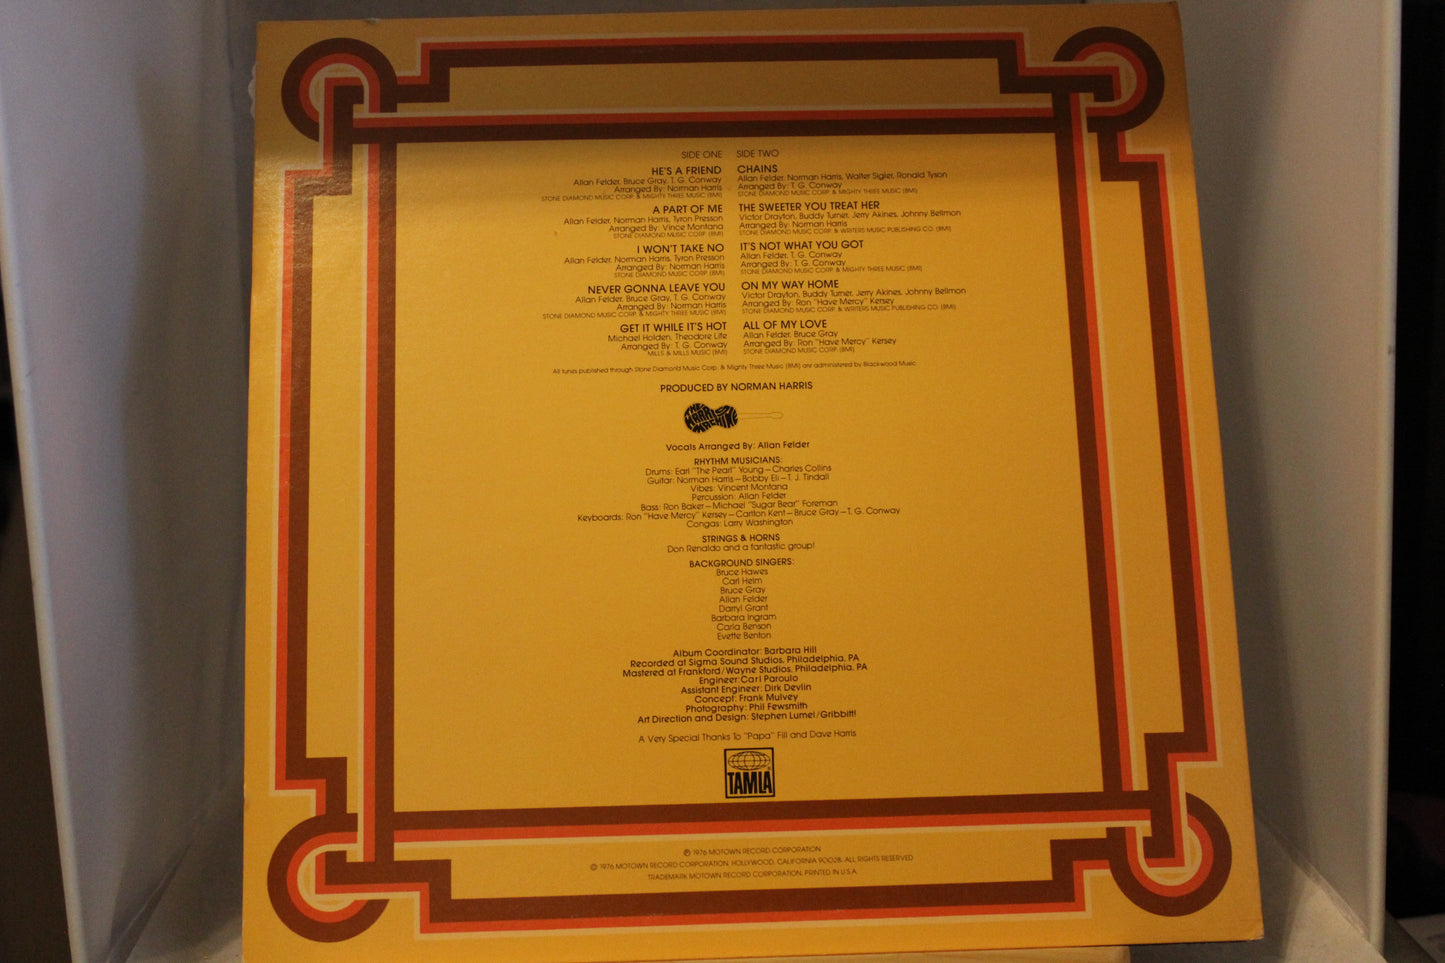 SIDE ONE
HE'S A FRIEND
Allan Felder, Bruce Gray, T. G. Conway
Arranged By: Norman Harris
STONE DIAMOND MUSIC CORP. & MIGHTY THREE MUSIC (BMI)
A PART OF ME
Allan Felder, Norman Harris, Tyron Presson
Arranged By: Vince Montana
STONE DIAMOND MUSIC CORP. (BMI)
I WON'T TAKE NO
Allan Felder, Norman Harris, Tyron Presson
Arranged By: Norman Harris
STONE DIAMOND MUSIC CORP. (BMI)
NEVER GONNA LEAVE YOU
Allan Felder, Bruce Gray, T. G. Conway
Arranged By: Norman Harris
STONE DIAMOND MUSIC CORP. & MIGHTY THREE MUSIC (BMI)
GET IT WHILE IT'S HOT
Michael Holden, Theodore Life
Arranged By: T. G. Conway
MILLS & MILLS MUSIC (BMI)
SIDE TWO
CHAINS
Allan Felder, Norman Harris, Walter Sigler, Ronald Tyson
Arranged By: T. G. Conway
STONE DIAMOND MUSIC CORP. & MIGHTY THREE MUSIC (BMI)
THE SWEETER YOU TREAT HER
Victor Drayton, Buddy Turner, Jerry Akines, Johnny Bellmon
Arranged By: Norman Harris
STONE DIAMOND MUSIC CORP. & WRITERS MUSIC PUBLISHING CO. (BMI)
IT'S NOT WHAT YOU GOT
Allan Felder, T. G. Conway
Arranged By: T. G. Conway
STONE DIAMOND MUSIC CORP. & MIGHTY THREE MUSIC (BMI)
ON MY WAY HOME
Victor Drayton, Buddy Turner, Jerry Akines, Johnny Bellmon
Arranged By: Ron "Have Mercy" Kersey
STONE DIAMOND MUSIC CORP. & WRITERS MUSIC PUBLISHING CO. (BMI)
ALL OF MY LOVE
Allan Felder, Bruce Gray
Arranged By: Ron "Have Mercy" Kersey
STONE DIAMOND MUSIC CORP. (BMI)
All tunes published through Stone Diamond Music Corp. & Mighty Three Music (BMI) are administered by Blackwood Music
PRODUCED BY NORMAN HARRIS
THE HARRIS MACHINE
Vocals Arranged By: Allan Felder
RHYTHM MUSICIANS:
Drums: Earl "The Pearl" Young – Charles Collins
Guitar: Norman Harris – Bobby Eli – T. J. Tindall
Vibes: Vincent Montana
Percussion: Allan Felder
Bass: Ron Baker – Michael "Sugar Bear" Foreman
Keyboards: Ron "Have Mercy" Kersey – Carlton Kent – Bruce Gray – T. G. Conway
Congas: Larry Washington
STRINGS & HORNS
Don Renaldo and a fantastic group!
BACKGROUND SINGERS:
Bruce Hawes
Carl Helm
Bruce Gray
Allan Felder
Darryl Grant
Barbara Ingram
Carla Benson
Evette Benton
Album Coordinator: Barbara Hill
Recorded at Sigma Sound Studios, Philadelphia, PA
Mastered at Frankford/Wayne Studios, Philadelphia, PA
Engineer: Carl Paroulo
Assistant Engineer: Dirk Devlin
Concept: Frank Mulvey
Photography: Phil Fewsmith
Art Direction and Design: Stephen Lumel/Gribbitt!
A Very Special Thanks To "Papa" Fill and Dave Harris
TAMLA
℗ 1976 MOTOWN RECORD CORPORATION
© 1976 MOTOWN RECORD CORPORATION, HOLLYWOOD, CALIFORNIA 90028. ALL RIGHTS RESERVED
TRADEMARK MOTOWN RECORD CORPORATION. PRINTED IN U.S.A.